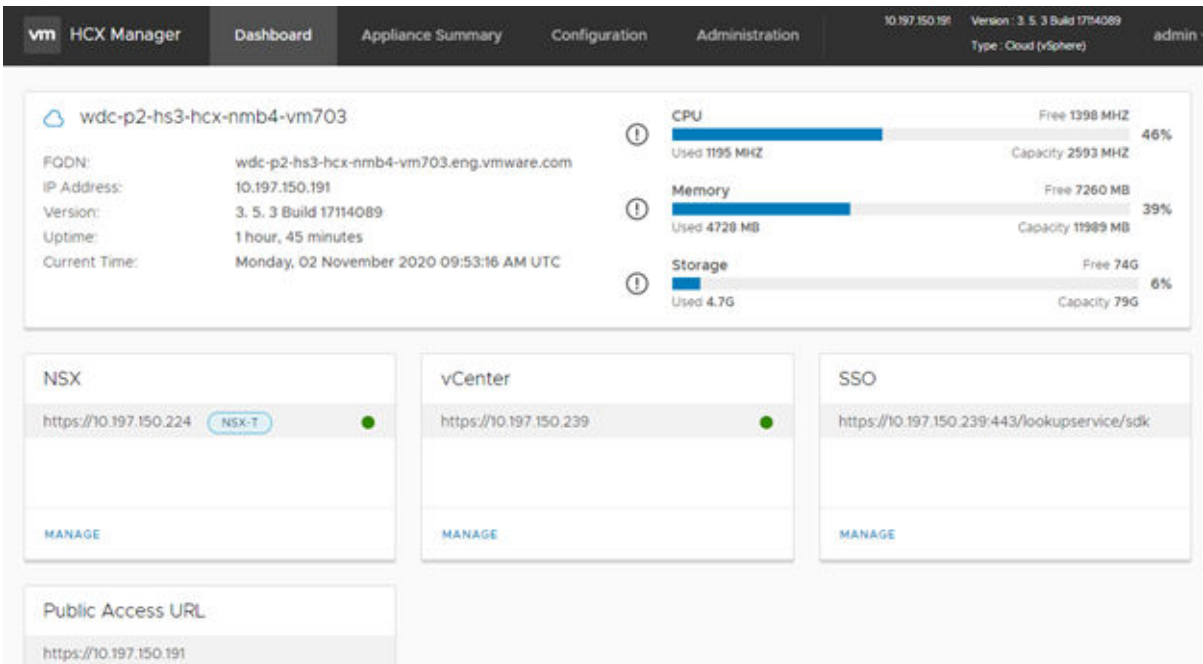 vm HCX Manager Dashboard Appliance Summary Configuration Administration 10.197.150.191 Version : 3. 5. 3 Build 17114089 admin
Type : Cloud (vSphere)
wdc-p2-hs3-hcx-nmb4-vm703
FQDN: wdc-p2-hs3-hcx-nmb4-vm703.eng.vmware.com
IP Address: 10.197.150.191
Version: 3. 5. 3 Build 17114089
Uptime: 1 hour, 45 minutes
Current Time: Monday, 02 November 2020 09:53:16 AM UTC
CPU Free 1398 MHZ
46%
Used 1195 MHZ Capacity 2593 MHZ
Memory Free 7260 MB
39%
Used 4728 MB Capacity 11989 MB
Storage Free 74G
6%
Used 4.7G Capacity 79G
NSX
https://10.197.150.224 NSX-T
MANAGE
vCenter
https://10.197.150.239
MANAGE
SSO
https://10.197.150.239:443/lookupservice/sdk
MANAGE
Public Access URL
https://10.197.150.191